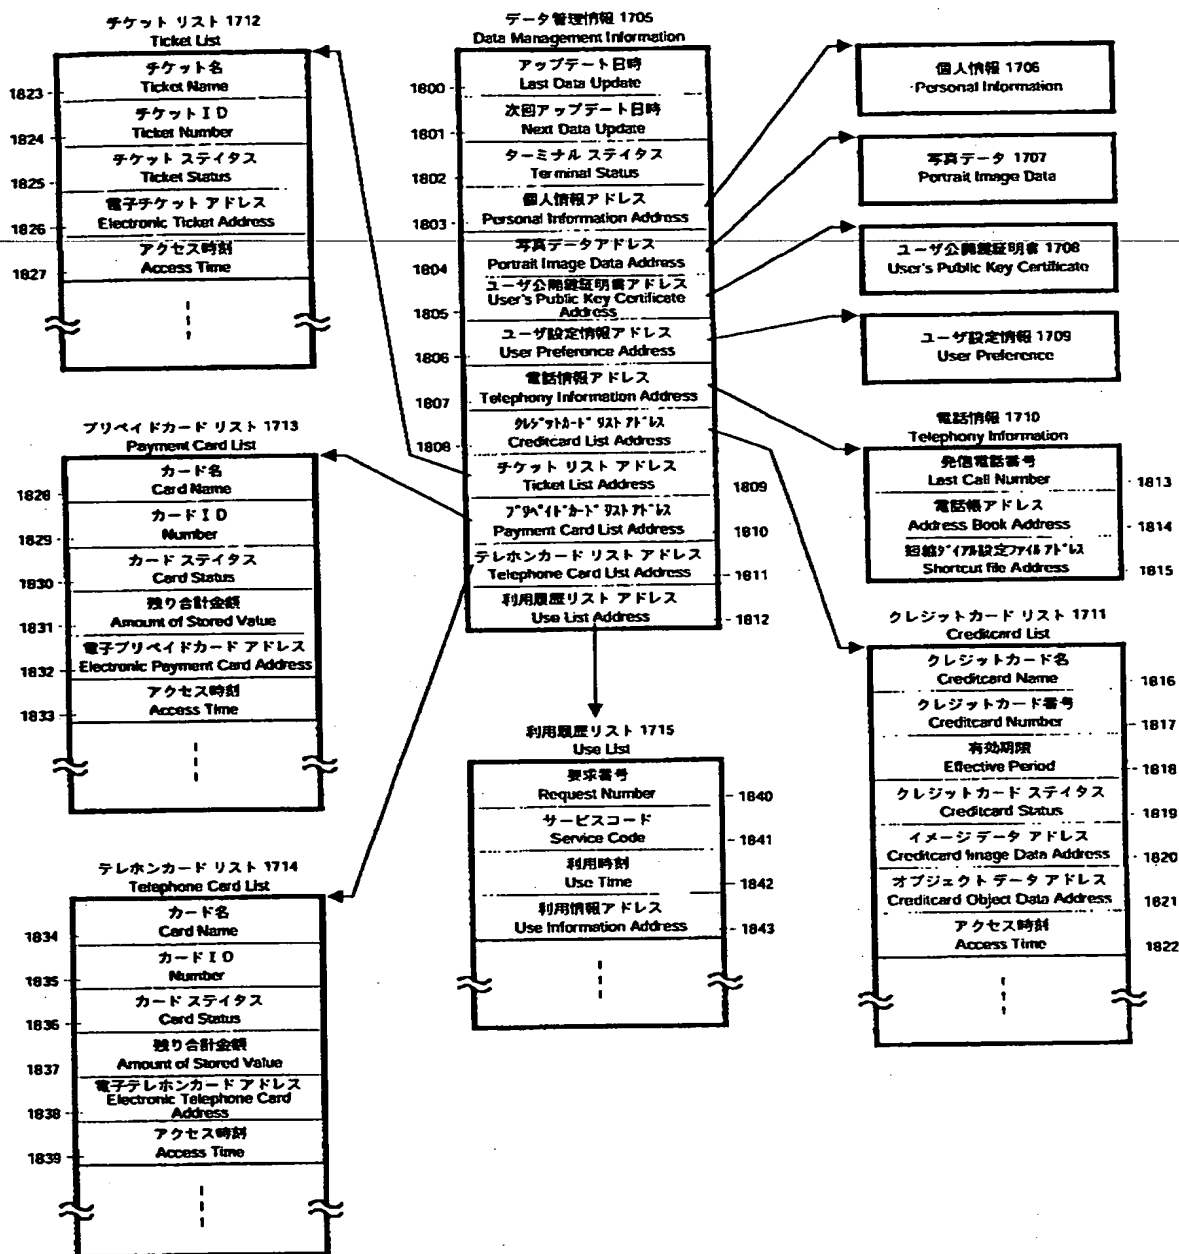 チケット リスト 1712
Ticket List
チケット名
Ticket Name
1823
チケットID
Ticket Number
1824
チケット ステイタス
Ticket Status
1825
電子チケット アドレス
Electronic Ticket Address
1826
アクセス時刻
Access Time
1827
プリペイドカード リスト 1713
Payment Card List
カード名
Card Name
1828
カードID
Number
1829
カード ステイタス
Card Status
1830
残り合計金額
Amount of Stored Value
1831
電子プリペイドカード アドレス
Electronic Payment Card Address
1832
アクセス時刻
Access Time
1833
テレホンカード リスト 1714
Telephone Card List
カード名
Card Name
1834
カードID
Number
1835
カード ステイタス
Card Status
1836
残り合計金額
Amount of Stored Value
1837
電子テレホンカード アドレス
Electronic Telephone Card
Address
1838
アクセス時刻
Access Time
1839
データ管理情報 1705
Data Management Information
アップデート日時
Last Data Update
1800
次回アップデート日時
Next Data Update
1801
ターミナル ステイタス
Terminal Status
1802
個人情報アドレス
Personal Information Address
1803
写真データアドレス
Portrait Image Data Address
1804
ユーザ公開鍵証明書アドレス
User's Public Key Certificate
Address
1805
ユーザ設定情報アドレス
User Preference Address
1806
電話情報アドレス
Telephony Information Address
1807
クレジットカード リスト アドレス
Creditcard List Address
1808
チケット リスト アドレス
Ticket List Address
1809
プリペイドカード リスト アドレス
Payment Card List Address
1810
テレホンカード リスト アドレス
Telephone Card List Address
1811
利用履歴リスト アドレス
Use List Address
1812
利用履歴リスト 1715
Use List
要求番号
Request Number
1840
サービスコード
Service Code
1841
利用時刻
Use Time
1842
利用情報アドレス
Use Information Address
1843
個人情報 1706
Personal Information
写真データ 1707
Portrait Image Data
ユーザ公開鍵証明書 1708
User's Public Key Certificate
ユーザ設定情報 1709
User Preference
電話情報 1710
Telephony Information
発信電話番号
Last Call Number
1813
電話帳アドレス
Address Book Address
1814
短縮ダイアル設定ファイル アドレス
Shortcut file Address
1815
クレジットカード リスト 1711
Creditcard List
クレジットカード名
Creditcard Name
1816
クレジットカード番号
Creditcard Number
1817
有効期限
Effective Period
1818
クレジットカード ステイタス
Creditcard Status
1819
イメージ データ アドレス
Creditcard Image Data Address
1820
オブジェクト データ アドレス
Creditcard Object Data Address
1821
アクセス時刻
Access Time
1822